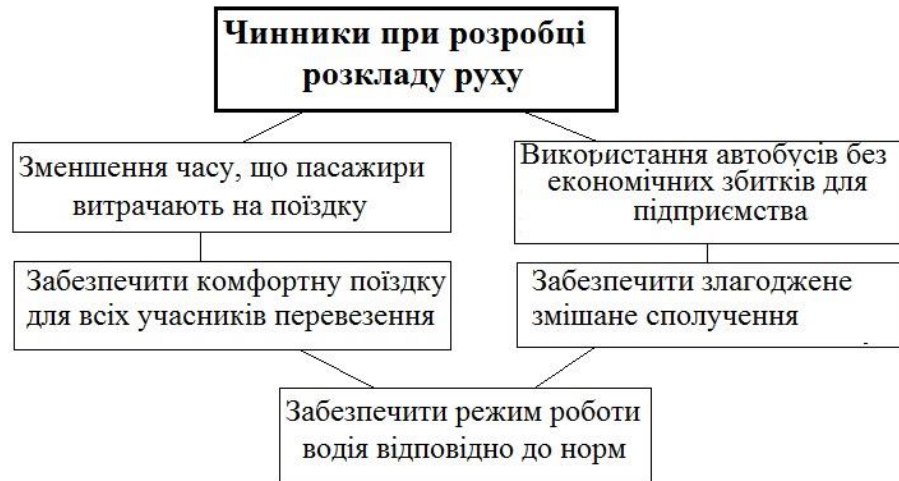 Чинники при розробці
розкладу руху
Зменшення часу, що пасажири
витрачають на поїздку
Використання автобусів без
економічних збитків для
підприємства
Забезпечити комфортну поїздку
для всіх учасників перевезення
Забезпечити злагоджене
змішане сполучення
Забезпечити режим роботи
водія відповідно до норм